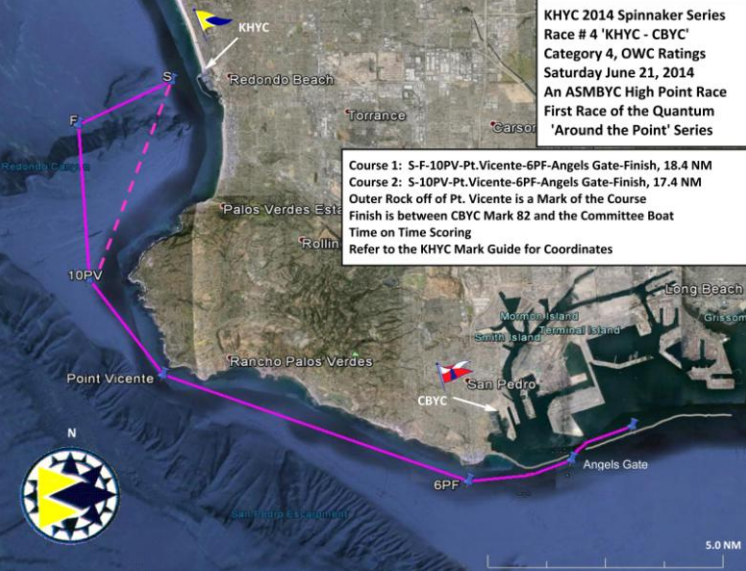 KHYC 2014 Spinnaker Series
Race # 4 'KHYC - CBYC'
Category 4, OWC Ratings
Saturday June 21, 2014
An ASMBYC High Point Race
First Race of the Quantum
'Around the Point' Series
KHYC
S
Redondo Beach
F
Torrance
Carson
Redondo Canyon
Course 1: S-F-10PV-Pt.Vicente-6PF-Angels Gate-Finish, 18.4 NM
Course 2: S-10PV-Pt.Vicente-6PF-Angels Gate-Finish, 17.4 NM
Outer Rock off of Pt. Vicente is a Mark of the Course
Finish is between CBYC Mark 82 and the Committee Boat
Time on Time Scoring
Refer to the KHYC Mark Guide for Coordinates
Palos Verdes Esta
Rollin
10PV
Long Beach
Mormon Island
Grissom
Smith Island
Terminal Island
Rancho Palos Verdes
Point Vicente
San Pedro
CBYC
N
Angels Gate
6PF
San Pedro Escarpment
5.0 NM